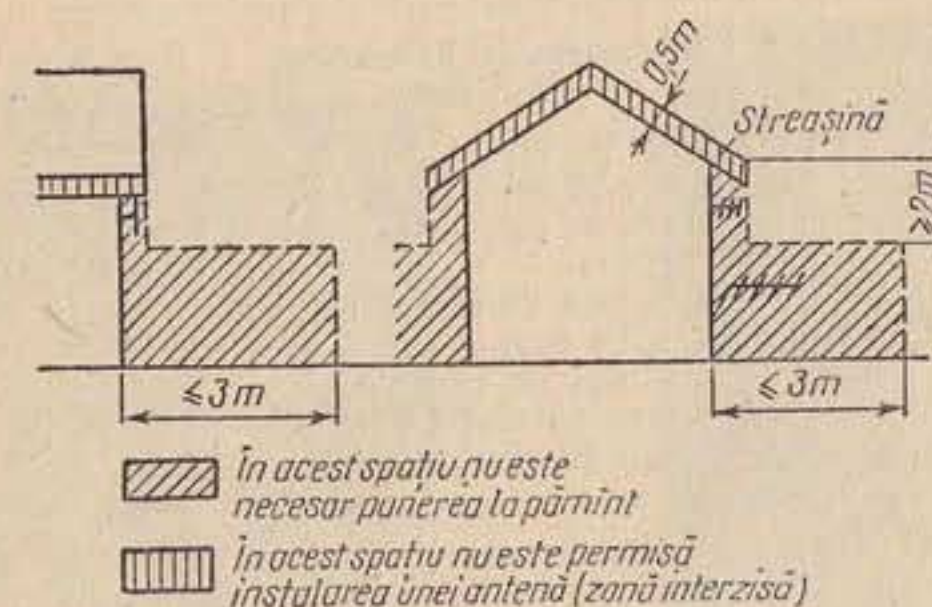 0,5m
Streașină
⩾2m
⩽3m
⩽3m
În acest spațiu nu este
necesar punerea la pămînt
În acest spațiu nu este permisă
instalarea unei antenă (zonă interzisă)